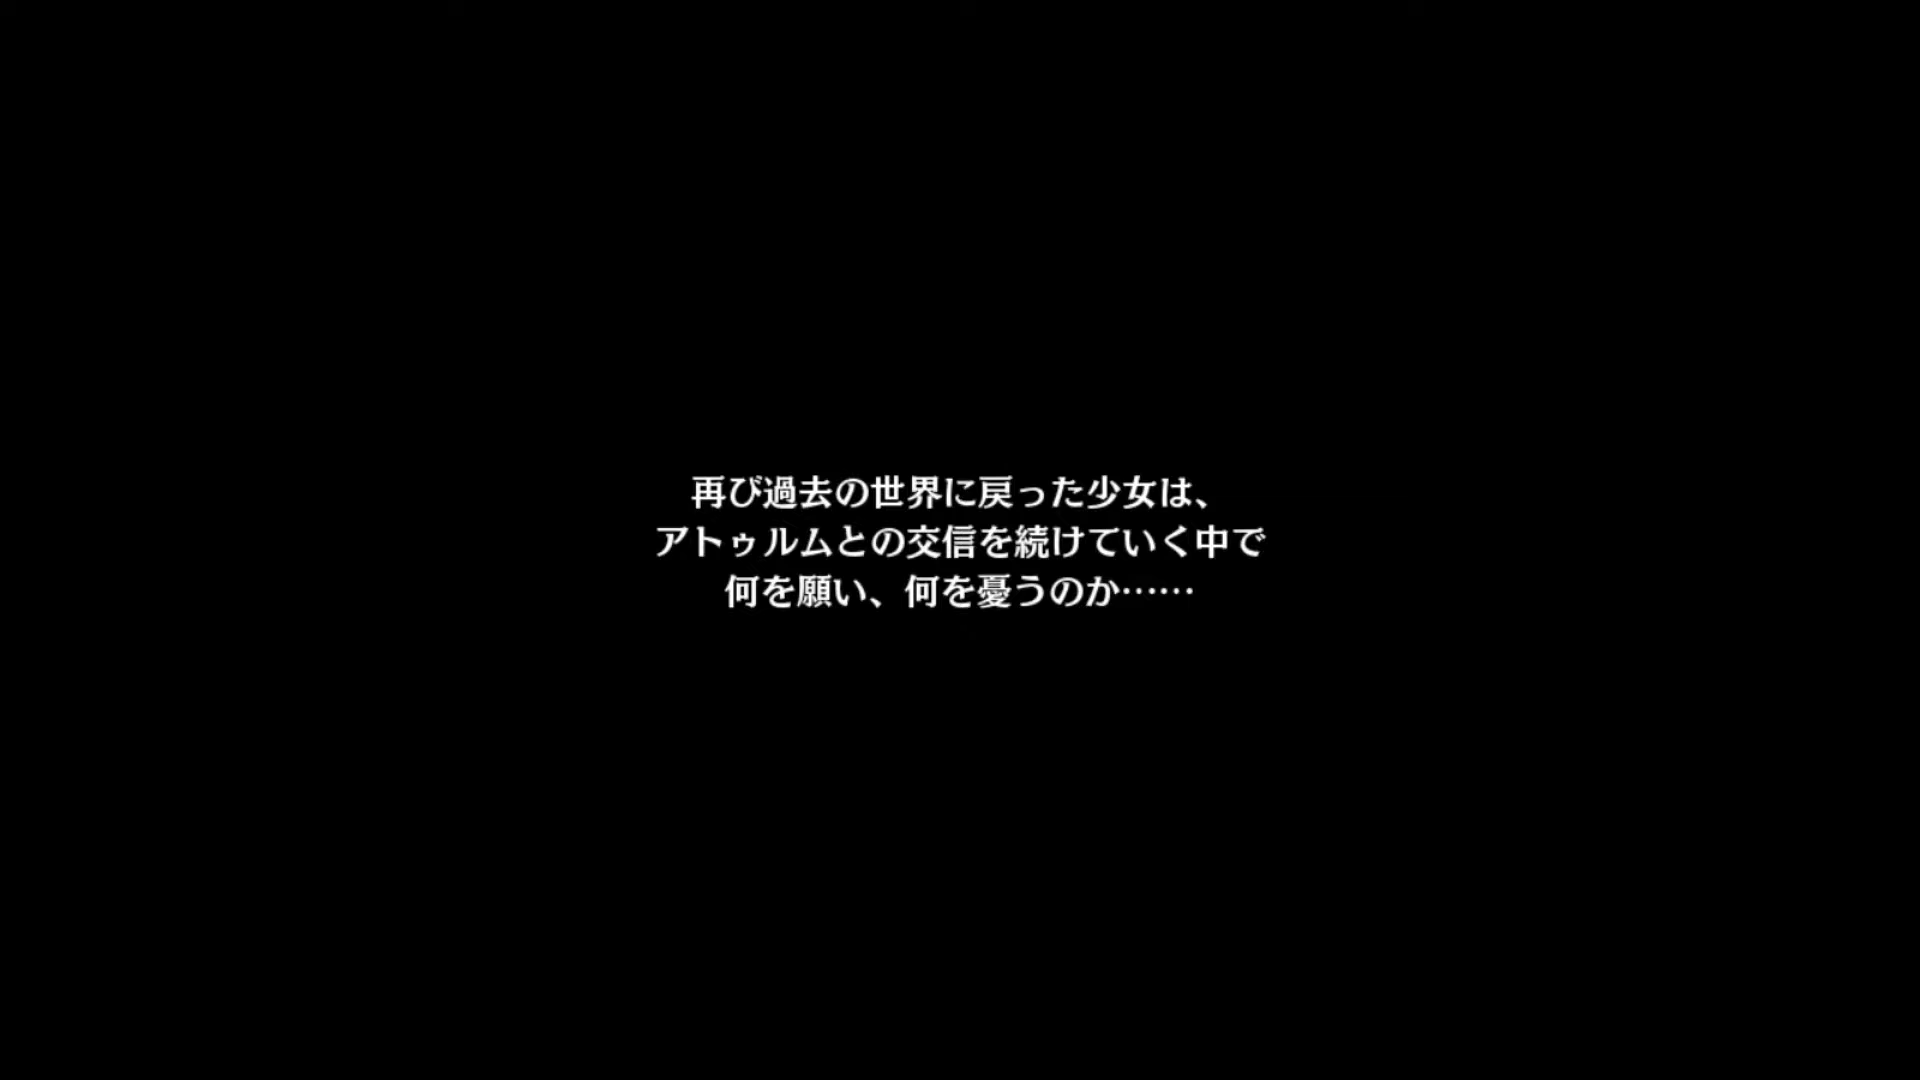 再び過去の世界に戻った少女は、
アトゥルムとの交信を続けていく中で
何を願い、何を憂うのか……